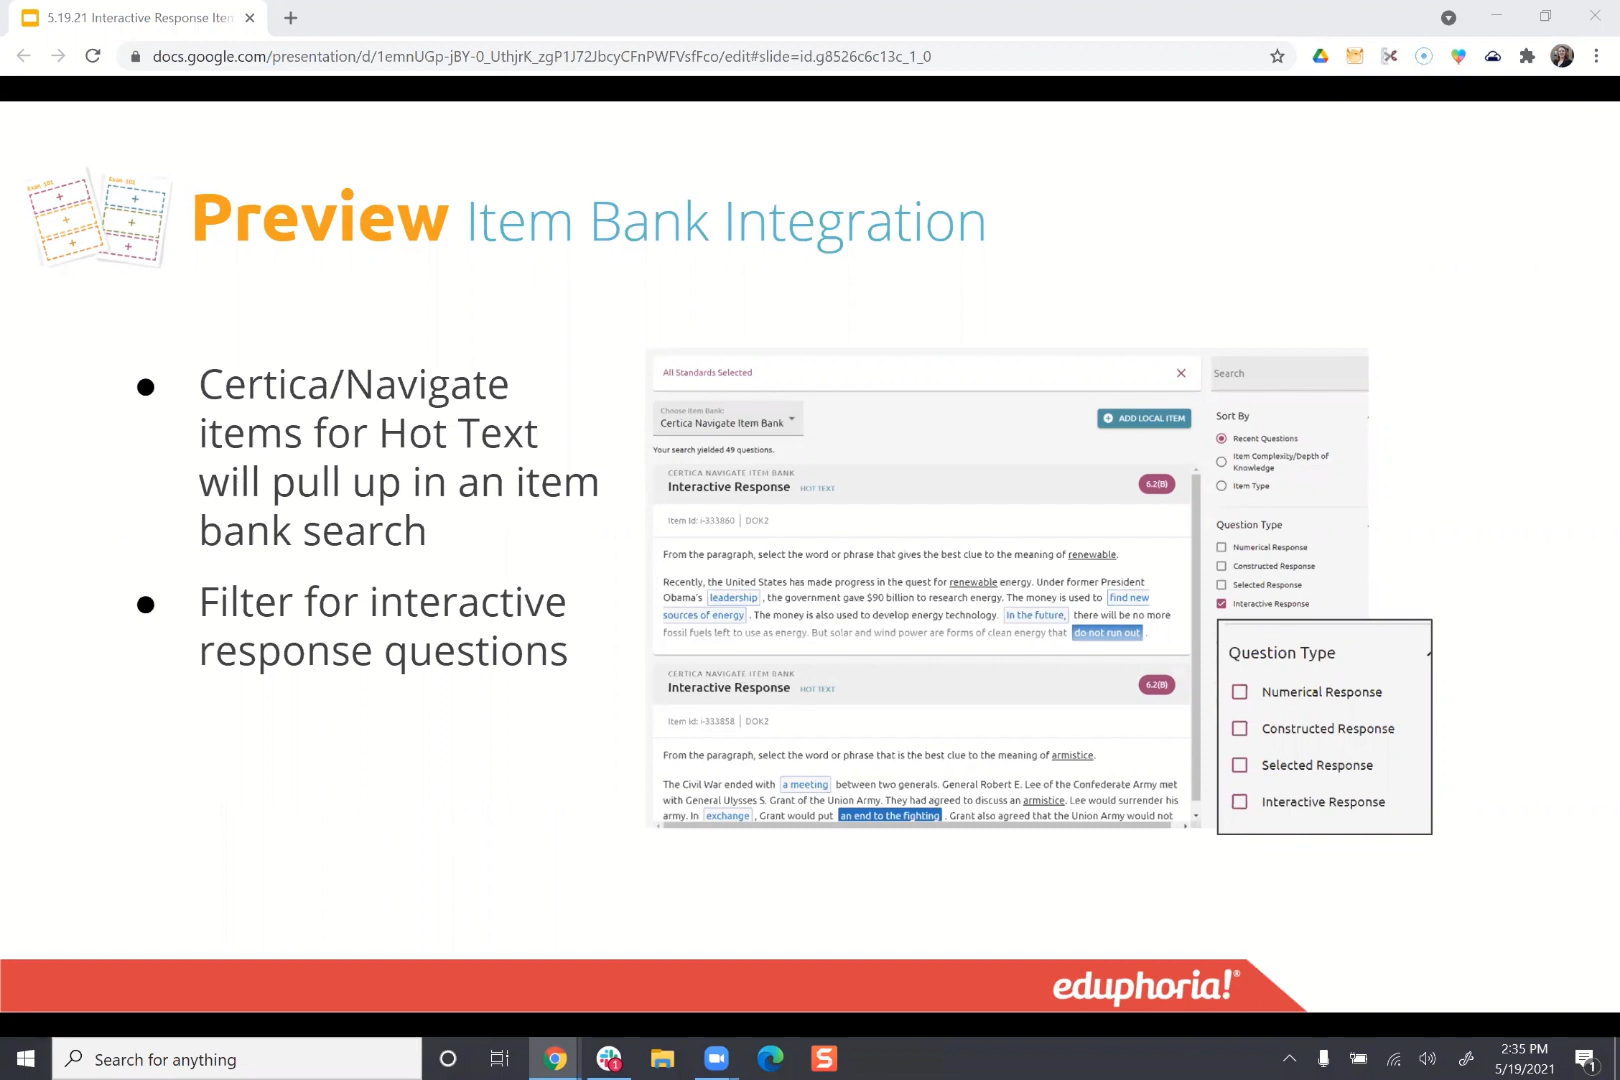 5.19.21 Interactive Response Iten
docs.google.com/presentation/d/1emnUGp-jBY-0_UthjrK_zgP1J72JbcyCFnPWFVsfFco/edit#slide=id.g8526c6c13c_1_0
Exam 101
Exam 102
Preview Item Bank Integration
● Certica/Navigate
items for Hot Text
will pull up in an item
bank search
● Filter for interactive
response questions
All Standards Selected
Choose Item Bank:
Certica Navigate Item Bank
ADD LOCAL ITEM
Your search yielded 49 questions.
CERTICA NAVIGATE ITEM BANK
Interactive Response HOT TEXT
6.2(B)
Item Id: i-333860 | DOK2
From the paragraph, select the word or phrase that gives the best clue to the meaning of renewable.
Recently, the United States has made progress in the quest for renewable energy. Under former President
Obama's leadership , the government gave $90 billion to research energy. The money is used to find new
sources of energy . The money is also used to develop energy technology. In the future, there will be no more
fossil fuels left to use as energy. But solar and wind power are forms of clean energy that do not run out .
CERTICA NAVIGATE ITEM BANK
Interactive Response HOT TEXT
6.2(B)
Item Id: i-333858 | DOK2
From the paragraph, select the word or phrase that is the best clue to the meaning of armistice.
The Civil War ended with a meeting between two generals. General Robert E. Lee of the Confederate Army met
with General Ulysses S. Grant of the Union Army. They had agreed to discuss an armistice. Lee would surrender his
army. In exchange , Grant would put an end to the fighting . Grant also agreed that the Union Army would not
Search
Sort By
Recent Questions
Item Complexity/Depth of
Knowledge
Item Type
Question Type
Numerical Response
Constructed Response
Selected Response
Interactive Response
Question Type
Numerical Response
Constructed Response
Selected Response
Interactive Response
eduphoria!®
Search for anything
1
S
2:35 PM
5/19/2021
1